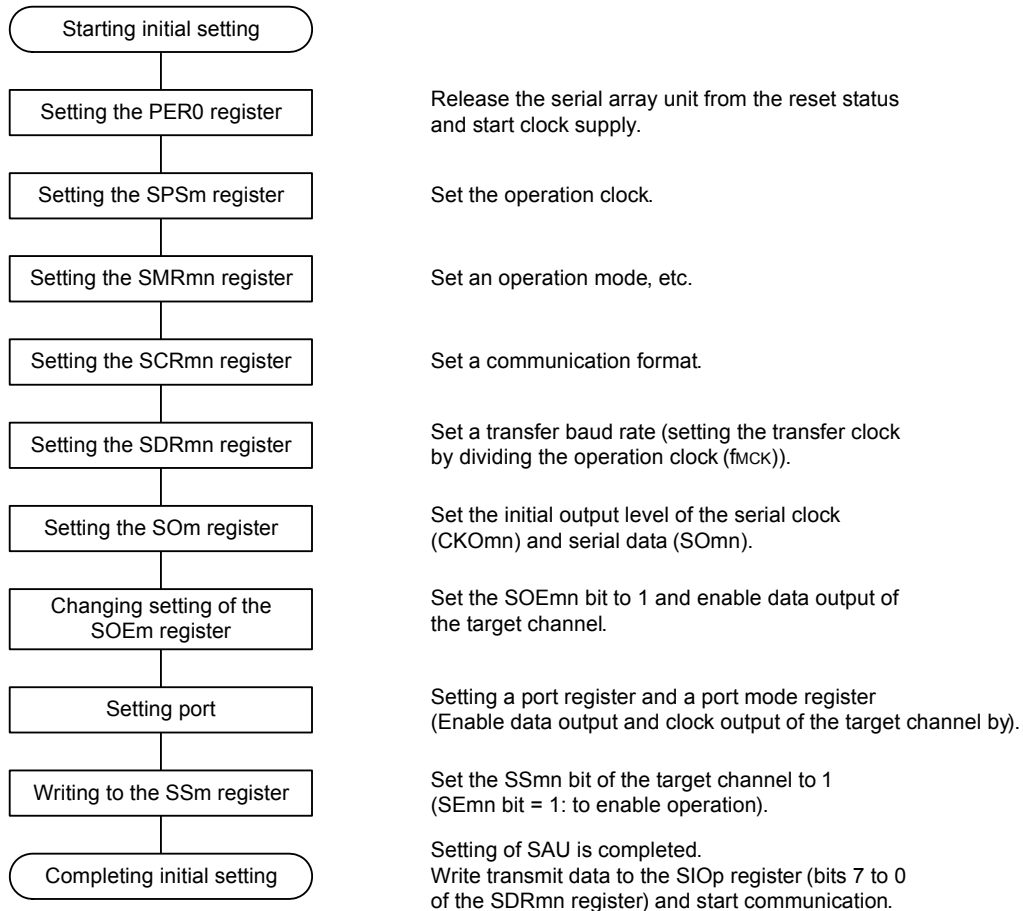 Starting initial setting
Setting the PER0 register
Release the serial array unit from the reset status
and start clock supply.
Setting the SPSm register
Set the operation clock.
Setting the SMRmn register
Set an operation mode, etc.
Setting the SCRmn register
Set a communication format.
Setting the SDRmn register
Set a transfer baud rate (setting the transfer clock
by dividing the operation clock (fMCK)).
Setting the SOm register
Set the initial output level of the serial clock
(CKOmn) and serial data (SOmn).
Changing setting of the
SOEm register
Set the SOEmn bit to 1 and enable data output of
the target channel.
Setting port
Setting a port register and a port mode register
(Enable data output and clock output of the target channel by).
Writing to the SSm register
Set the SSmn bit of the target channel to 1
(SEmn bit = 1: to enable operation).
Completing initial setting
Setting of SAU is completed.
Write transmit data to the SIOp register (bits 7 to 0
of the SDRmn register) and start communication.